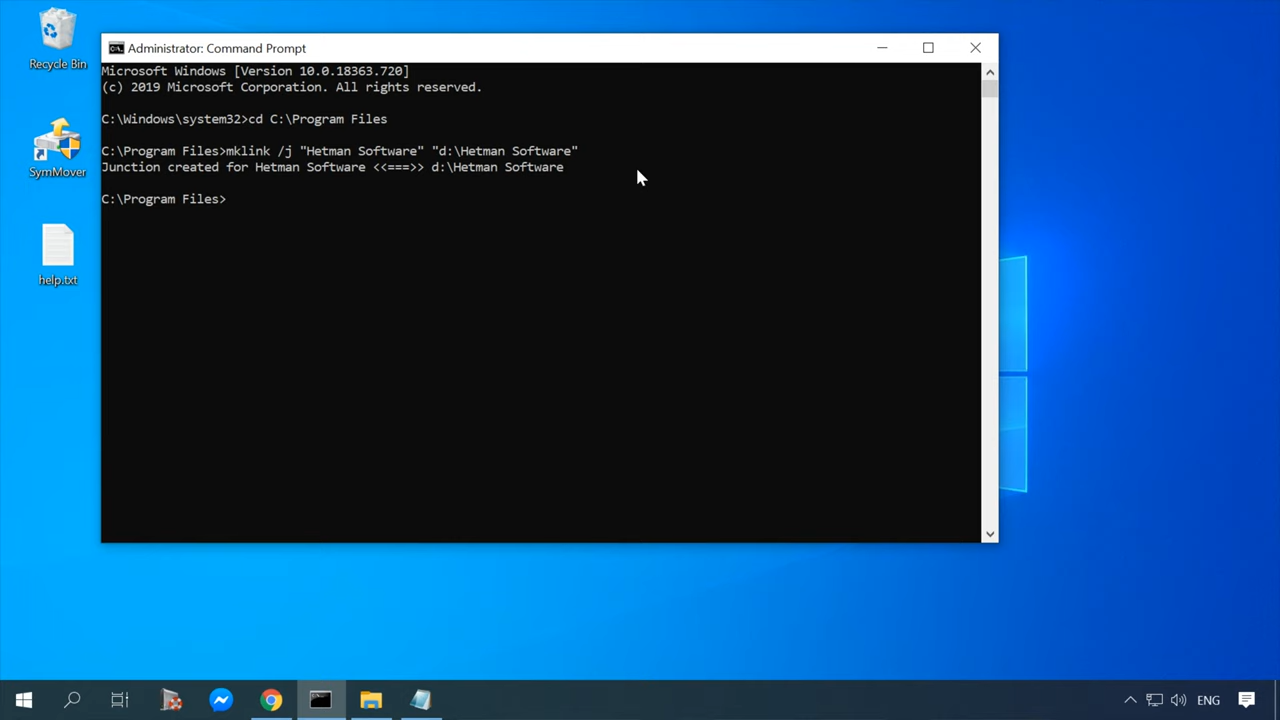 Recycle Bin
SymMover
help.txt
Administrator: Command Prompt
Microsoft Windows [Version 10.0.18363.720]
(c) 2019 Microsoft Corporation. All rights reserved.
C:\Windows\system32>cd C:\Program Files
C:\Program Files>mklink /j "Hetman Software" "d:\Hetman Software"
Junction created for Hetman Software <<===>> d:\Hetman Software
C:\Program Files>
ENG